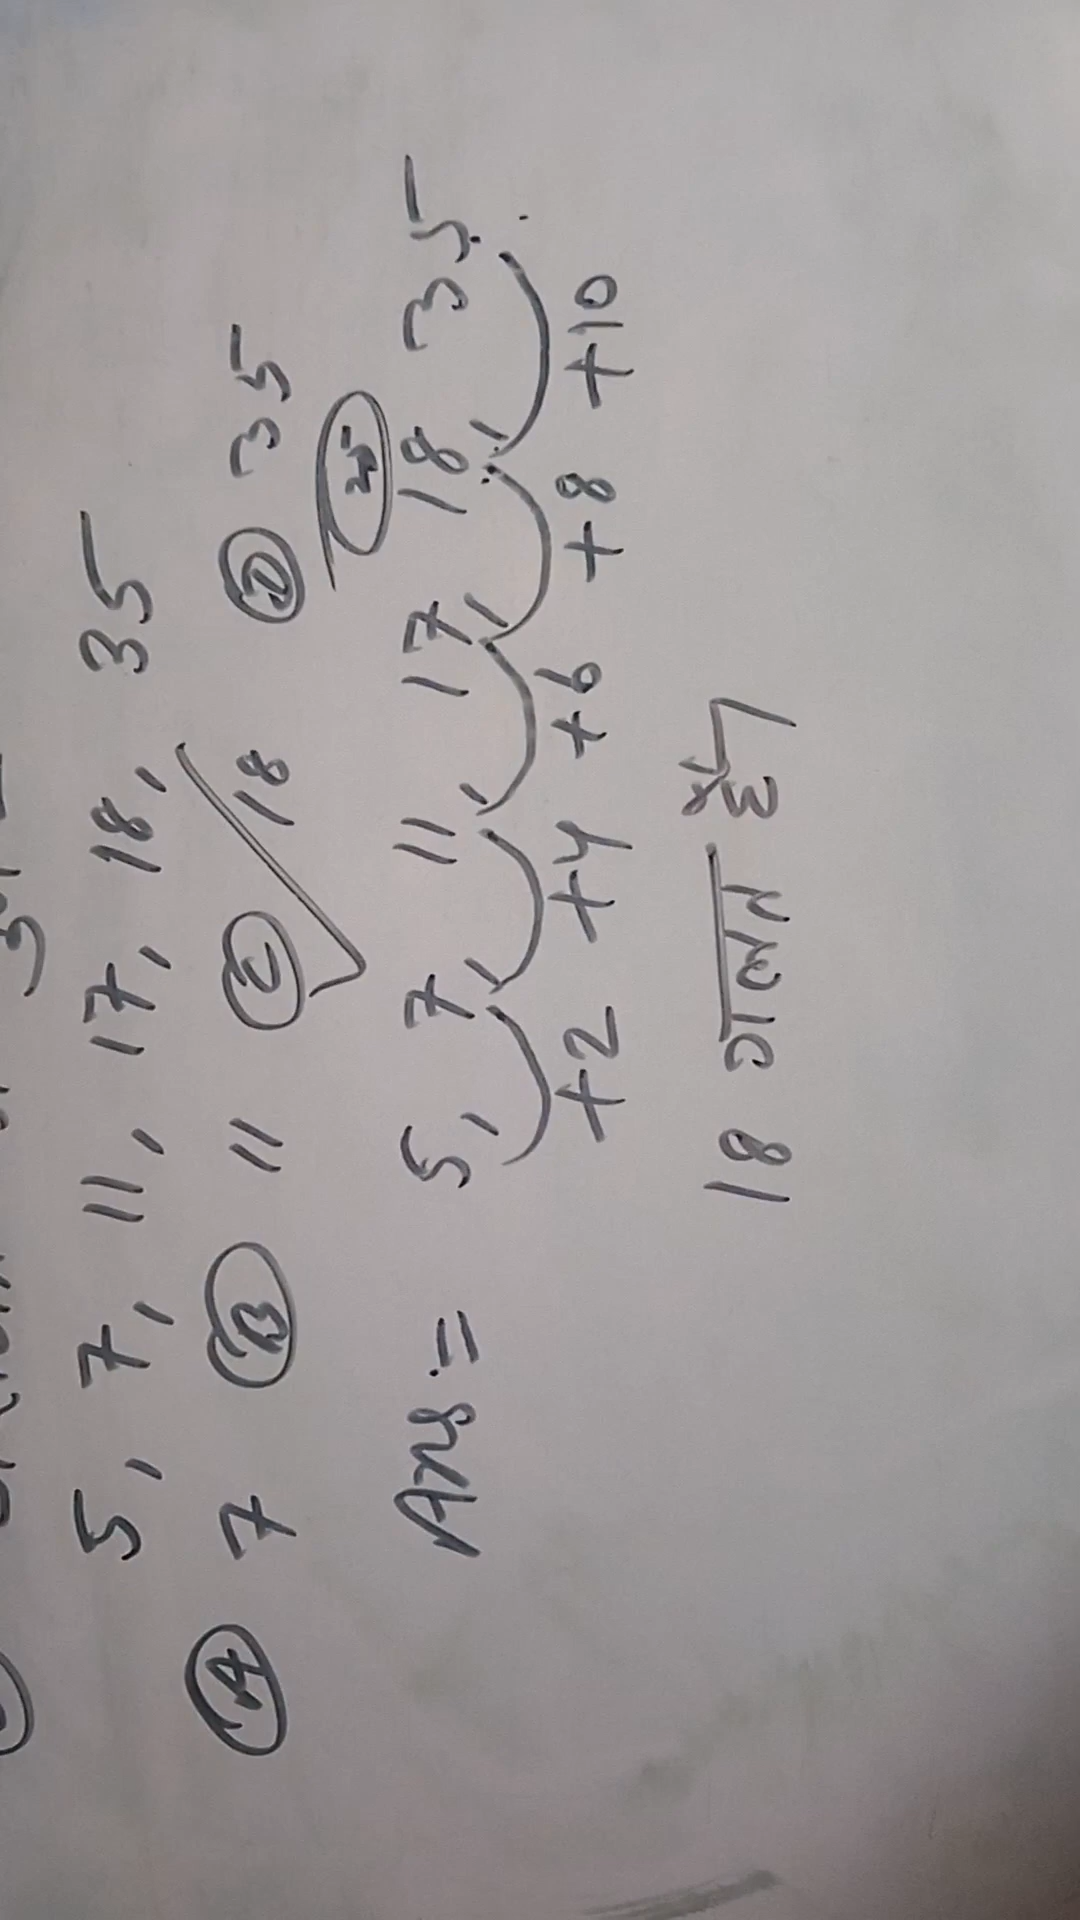 5, 7, 11, 17, 18, 35
(A) 7 (B) 11 (C) 18 (D) 35
25
Ans = 5, 7, 11, 17, 18, 35
+2 +4 +6 +8 +10
18 गलत है।